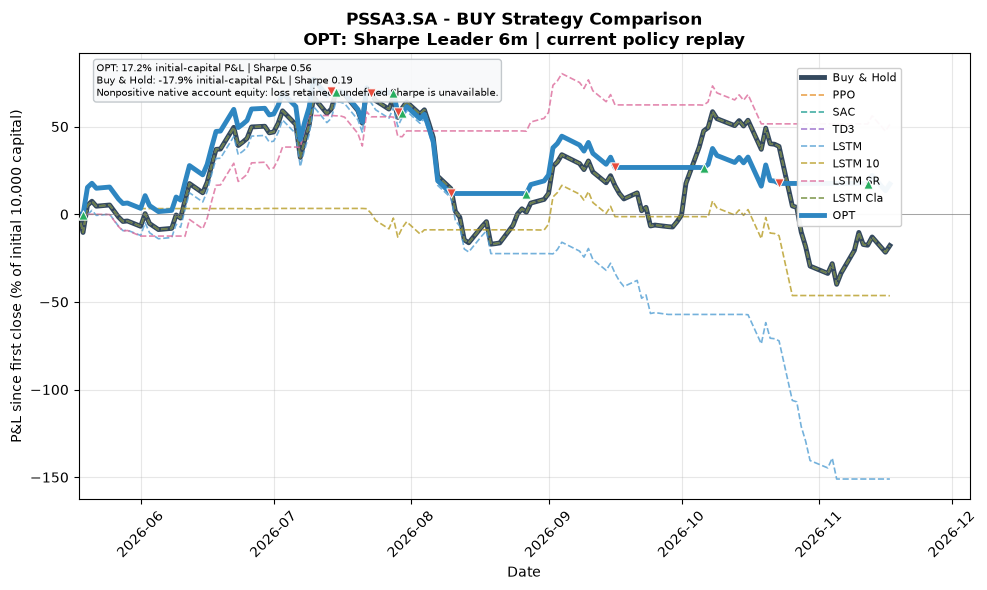 PSSA3.SA - BUY Strategy Comparison
OPT: Sharpe Leader 6m | current policy replay
OPT: 17.2% initial-capital P&L | Sharpe 0.56
Buy & Hold: -17.9% initial-capital P&L | Sharpe 0.19
Nonpositive native account equity: loss retained; undefined Sharpe is unavailable.
Buy & Hold
PPO
SAC
TD3
LSTM
LSTM 10
LSTM SR
LSTM Cla
OPT
P&L since first close (% of initial 10,000 capital)
50
0
−50
−100
−150
2026-06
2026-07
2026-08
2026-09
2026-10
2026-11
2026-12
Date